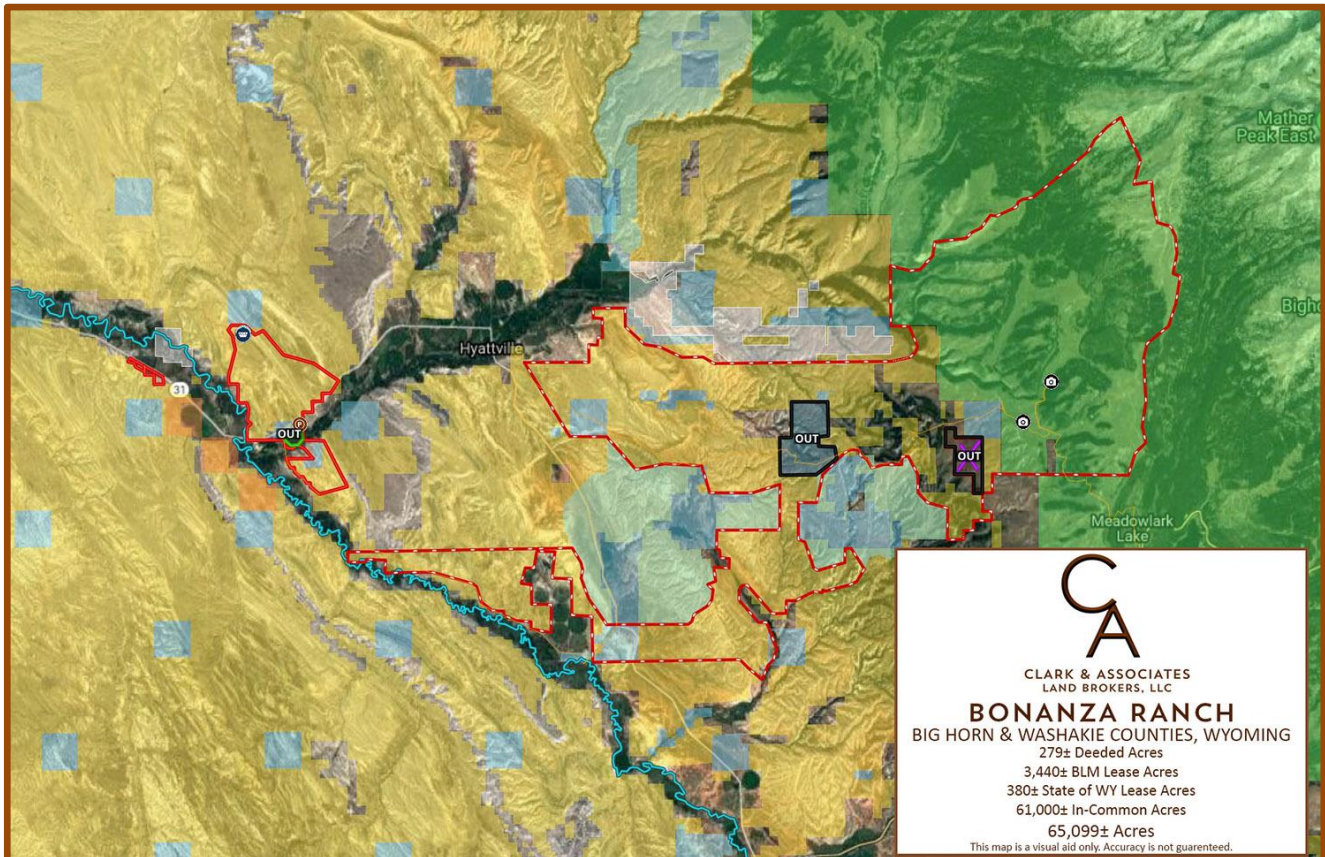 Mather
Peak East
Bigho
Hyattville
31
OUT
OUT
OUT
Meadowlark
Lake
CA
CLARK & ASSOCIATES
LAND BROKERS, LLC
BONANZA RANCH
BIG HORN & WASHAKIE COUNTIES, WYOMING
279± Deeded Acres
3,440± BLM Lease Acres
380± State of WY Lease Acres
61,000± In-Common Acres
65,099± Acres
This map is a visual aid only. Accuracy is not guarenteed.